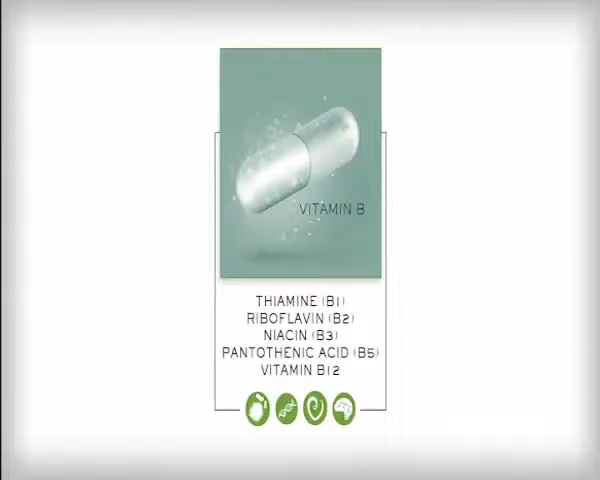 VITAMIN B
THIAMINE (B1)
RIBOFLAVIN (B2)
NIACIN (B3)
PANTOTHENIC ACID (B5)
VITAMIN B12